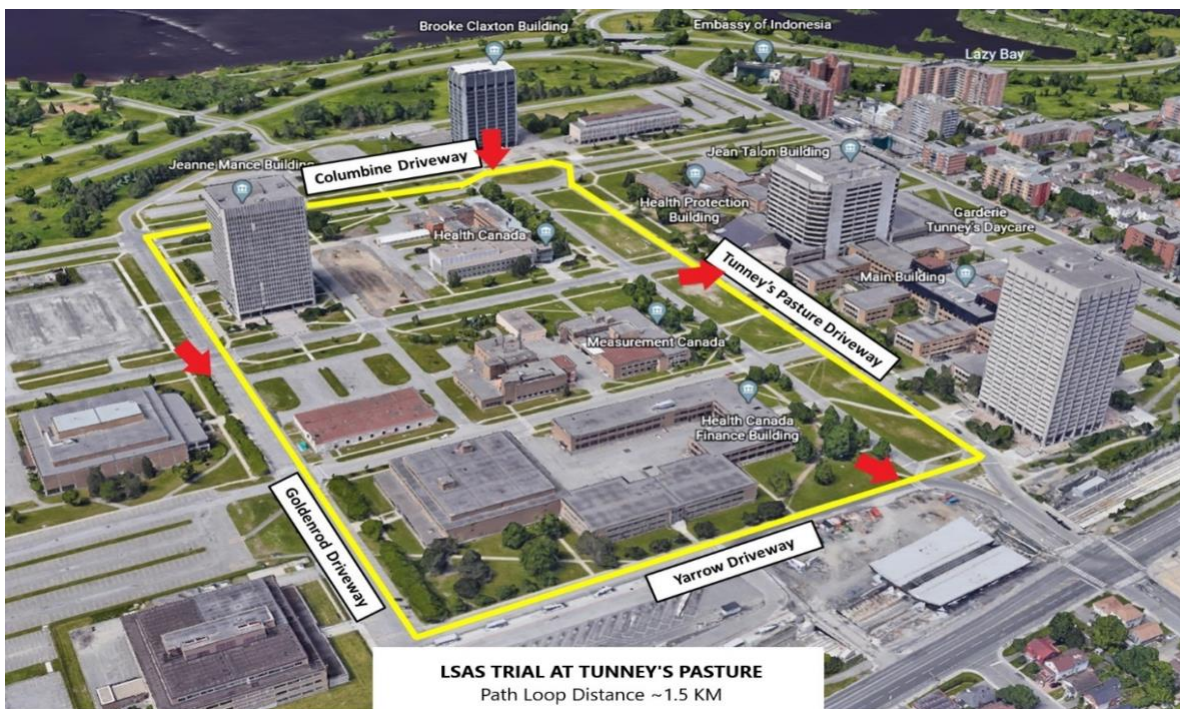 Brooke Claxton Building
Embassy of Indonesia
Lazy Bay
Jeanne Mance Building
Columbine Driveway
Jean Talon Building
Health Protection
Building
Health Canada
Garderie
Tunney's Daycare
Main Building
Tunney's Pasture Driveway
Measurement Canada
Health Canada
Finance Building
Goldenrod Driveway
Yarrow Driveway
LSAS TRIAL AT TUNNEY'S PASTURE
Path Loop Distance ~1.5 KM